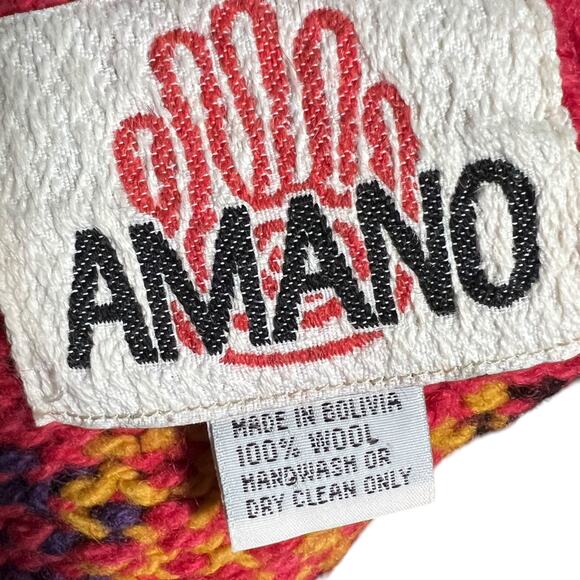 AMANO
MADE IN BOLIVIA
100% WOOL
HANDWASH OR
DRY CLEAN ONLY